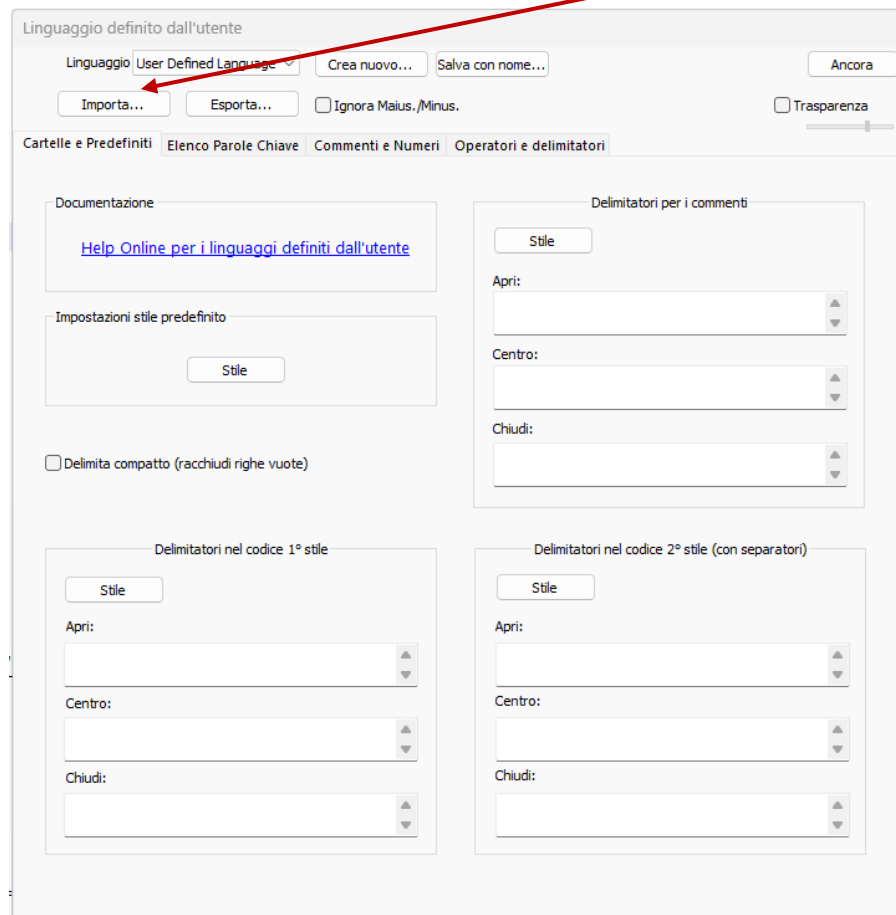 Linguaggio definito dall'utente
Linguaggio User Defined Language Crea nuovo... Salva con nome... Ancora
Importa... Esporta... Ignora Maius./Minus. Trasparenza
Cartelle e Predefiniti Elenco Parole Chiave Commenti e Numeri Operatori e delimitatori
Documentazione
Help Online per i linguaggi definiti dall'utente
Impostazioni stile predefinito
Stile
Delimita compatto (racchiudi righe vuote)
Delimitatori per i commenti
Stile
Apri:
Centro:
Chiudi:
Delimitatori nel codice 1° stile
Stile
Apri:
Centro:
Chiudi:
Delimitatori nel codice 2° stile (con separatori)
Stile
Apri:
Centro:
Chiudi: